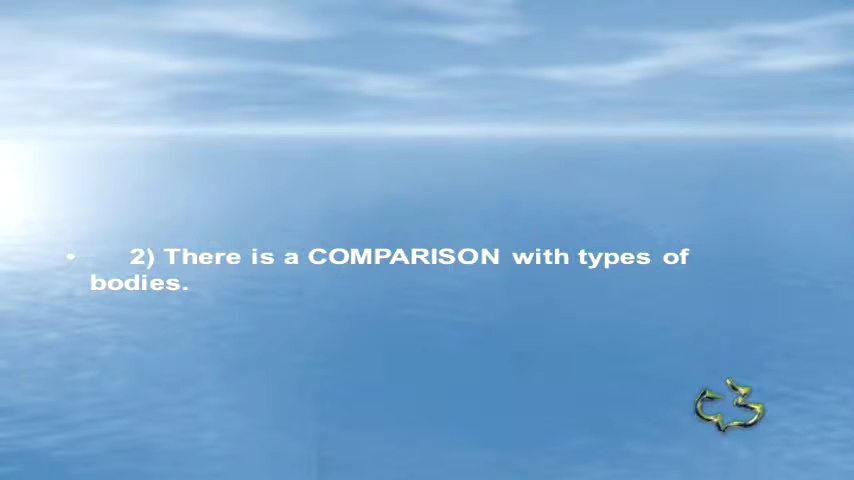 • 2) There is a COMPARISON with types of
bodies.